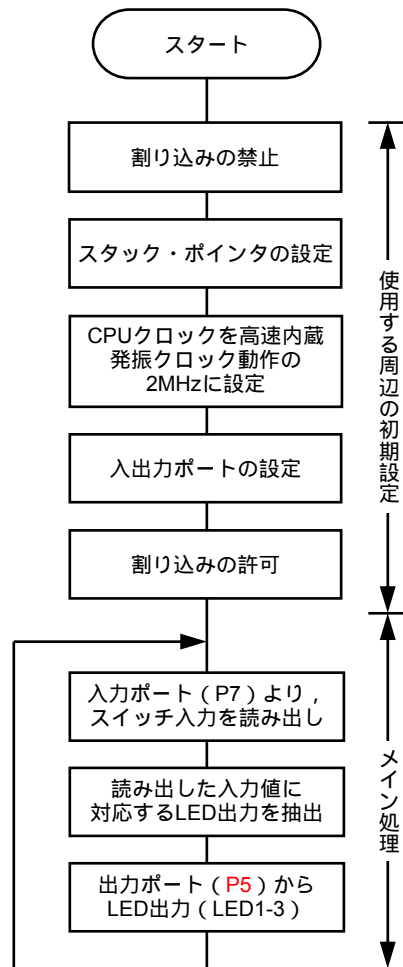 スタート
割り込みの禁止
スタック・ポインタの設定
CPUクロックを高速内蔵
発振クロック動作の
2MHzに設定
入出力ポートの設定
割り込みの許可
使用する周辺の初期設定
入力ポート（P7）より，
スイッチ入力を読み出し
読み出した入力値に
対応するLED出力を抽出
出力ポート（P5）から
LED出力（LED1-3）
メイン処理